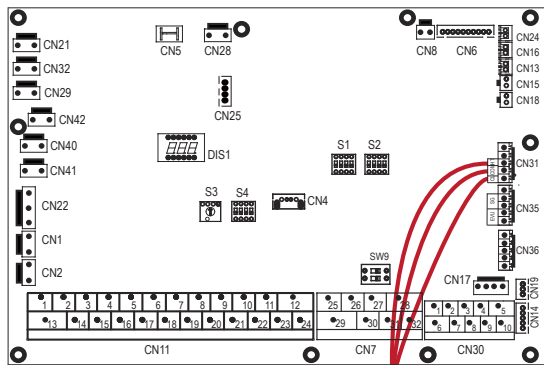 CN21
CN32
CN29
CN42
CN40
CN41
CN22
CN1
CN2
CN5
CN28
CN25
DIS1
S1
S2
S3
S4
CN4
SW9
CN8
CN6
CN24
CN16
CN13
CN15
CN18
CN31
SG
EVU
CN35
CN36
CN17
CN19
CN14
1 2 3 4 5 6 7 8 9 10 11 12
13 14 15 16 17 18 19 20 21 22 23 24
CN11
25 26 27 28
29 30 31 32
CN7
1 2 3 4 5
6 7 8 9 10
CN30